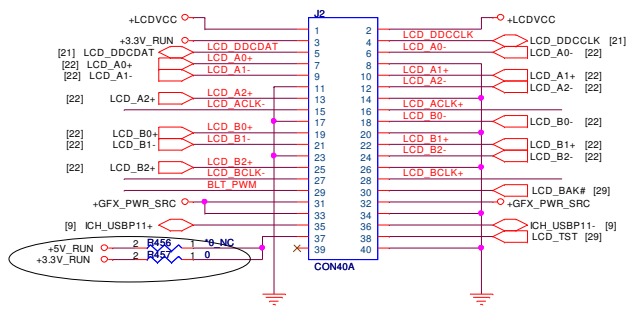 J2
+LCDVCC 1 2 +LCDVCC
+3.3V_RUN 3 4 LCD_DDCCLK LCD_DDCCLK [21]
[21] LCD_DDCDAT LCD_DDCDAT 5 6 LCD_A0- LCD_A0- [22]
[22] LCD_A0+ LCD_A0+ 7 8
[22] LCD_A1- LCD_A1- 9 10 LCD_A1+ LCD_A1+ [22]
11 12 LCD_A2- LCD_A2- [22]
[22] LCD_A2+ LCD_A2+ 13 14
LCD_ACLK- 15 16 LCD_ACLK+
17 18 LCD_B0- LCD_B0- [22]
[22] LCD_B0+ LCD_B0+ 19 20
[22] LCD_B1- LCD_B1- 21 22 LCD_B1+ LCD_B1+ [22]
23 24 LCD_B2- LCD_B2- [22]
[22] LCD_B2+ LCD_B2+ 25 26
LCD_BCLK- 27 28 LCD_BCLK+
BLT_PWM 29 30 LCD_BAK# [29]
+GFX_PWR_SRC 31 32 +GFX_PWR_SRC
33 34
[9] ICH_USBP11+ 35 36 ICH_USBP11- [9]
37 38 LCD_TST [29]
+5V_RUN 2 R456 1 *0_NC 39 40
+3.3V_RUN 2 R457 1 0
CON40A